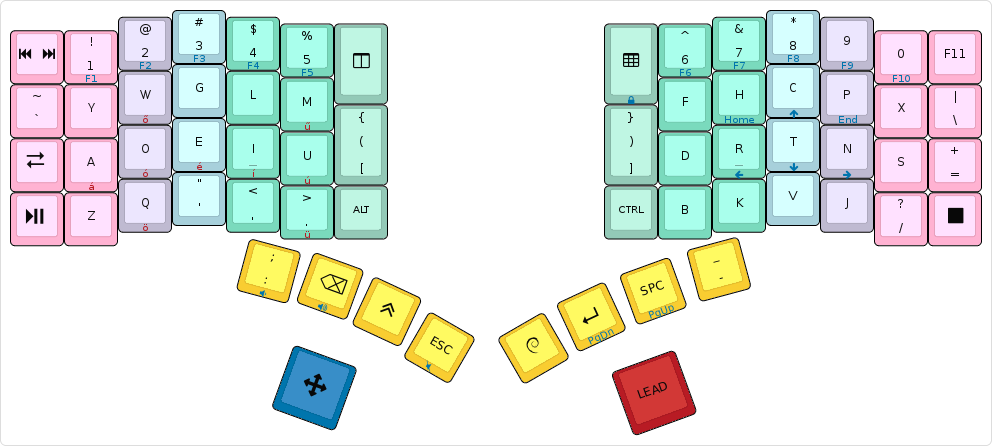 !
1
F1
@
2
F2
#
3
F3
$
4
F4
%
5
F5
^
6
F6
&
7
F7
*
8
F8
9
F9
0
F10
F11
~
`
Y
W
ő
G
L
M
ű
{
(
[
}
)
]
F
H
Home
C
P
End
X
|
\
A
á
O
ó
E
é
I
í
U
ú
D
R
T
N
S
+
=
Z
Q
ö
"
'
<
,
>
.
ü
ALT
CTRL
B
K
V
J
?
/
;
:
ESC
PgDn
SPC
PgUp
_
-
LEAD